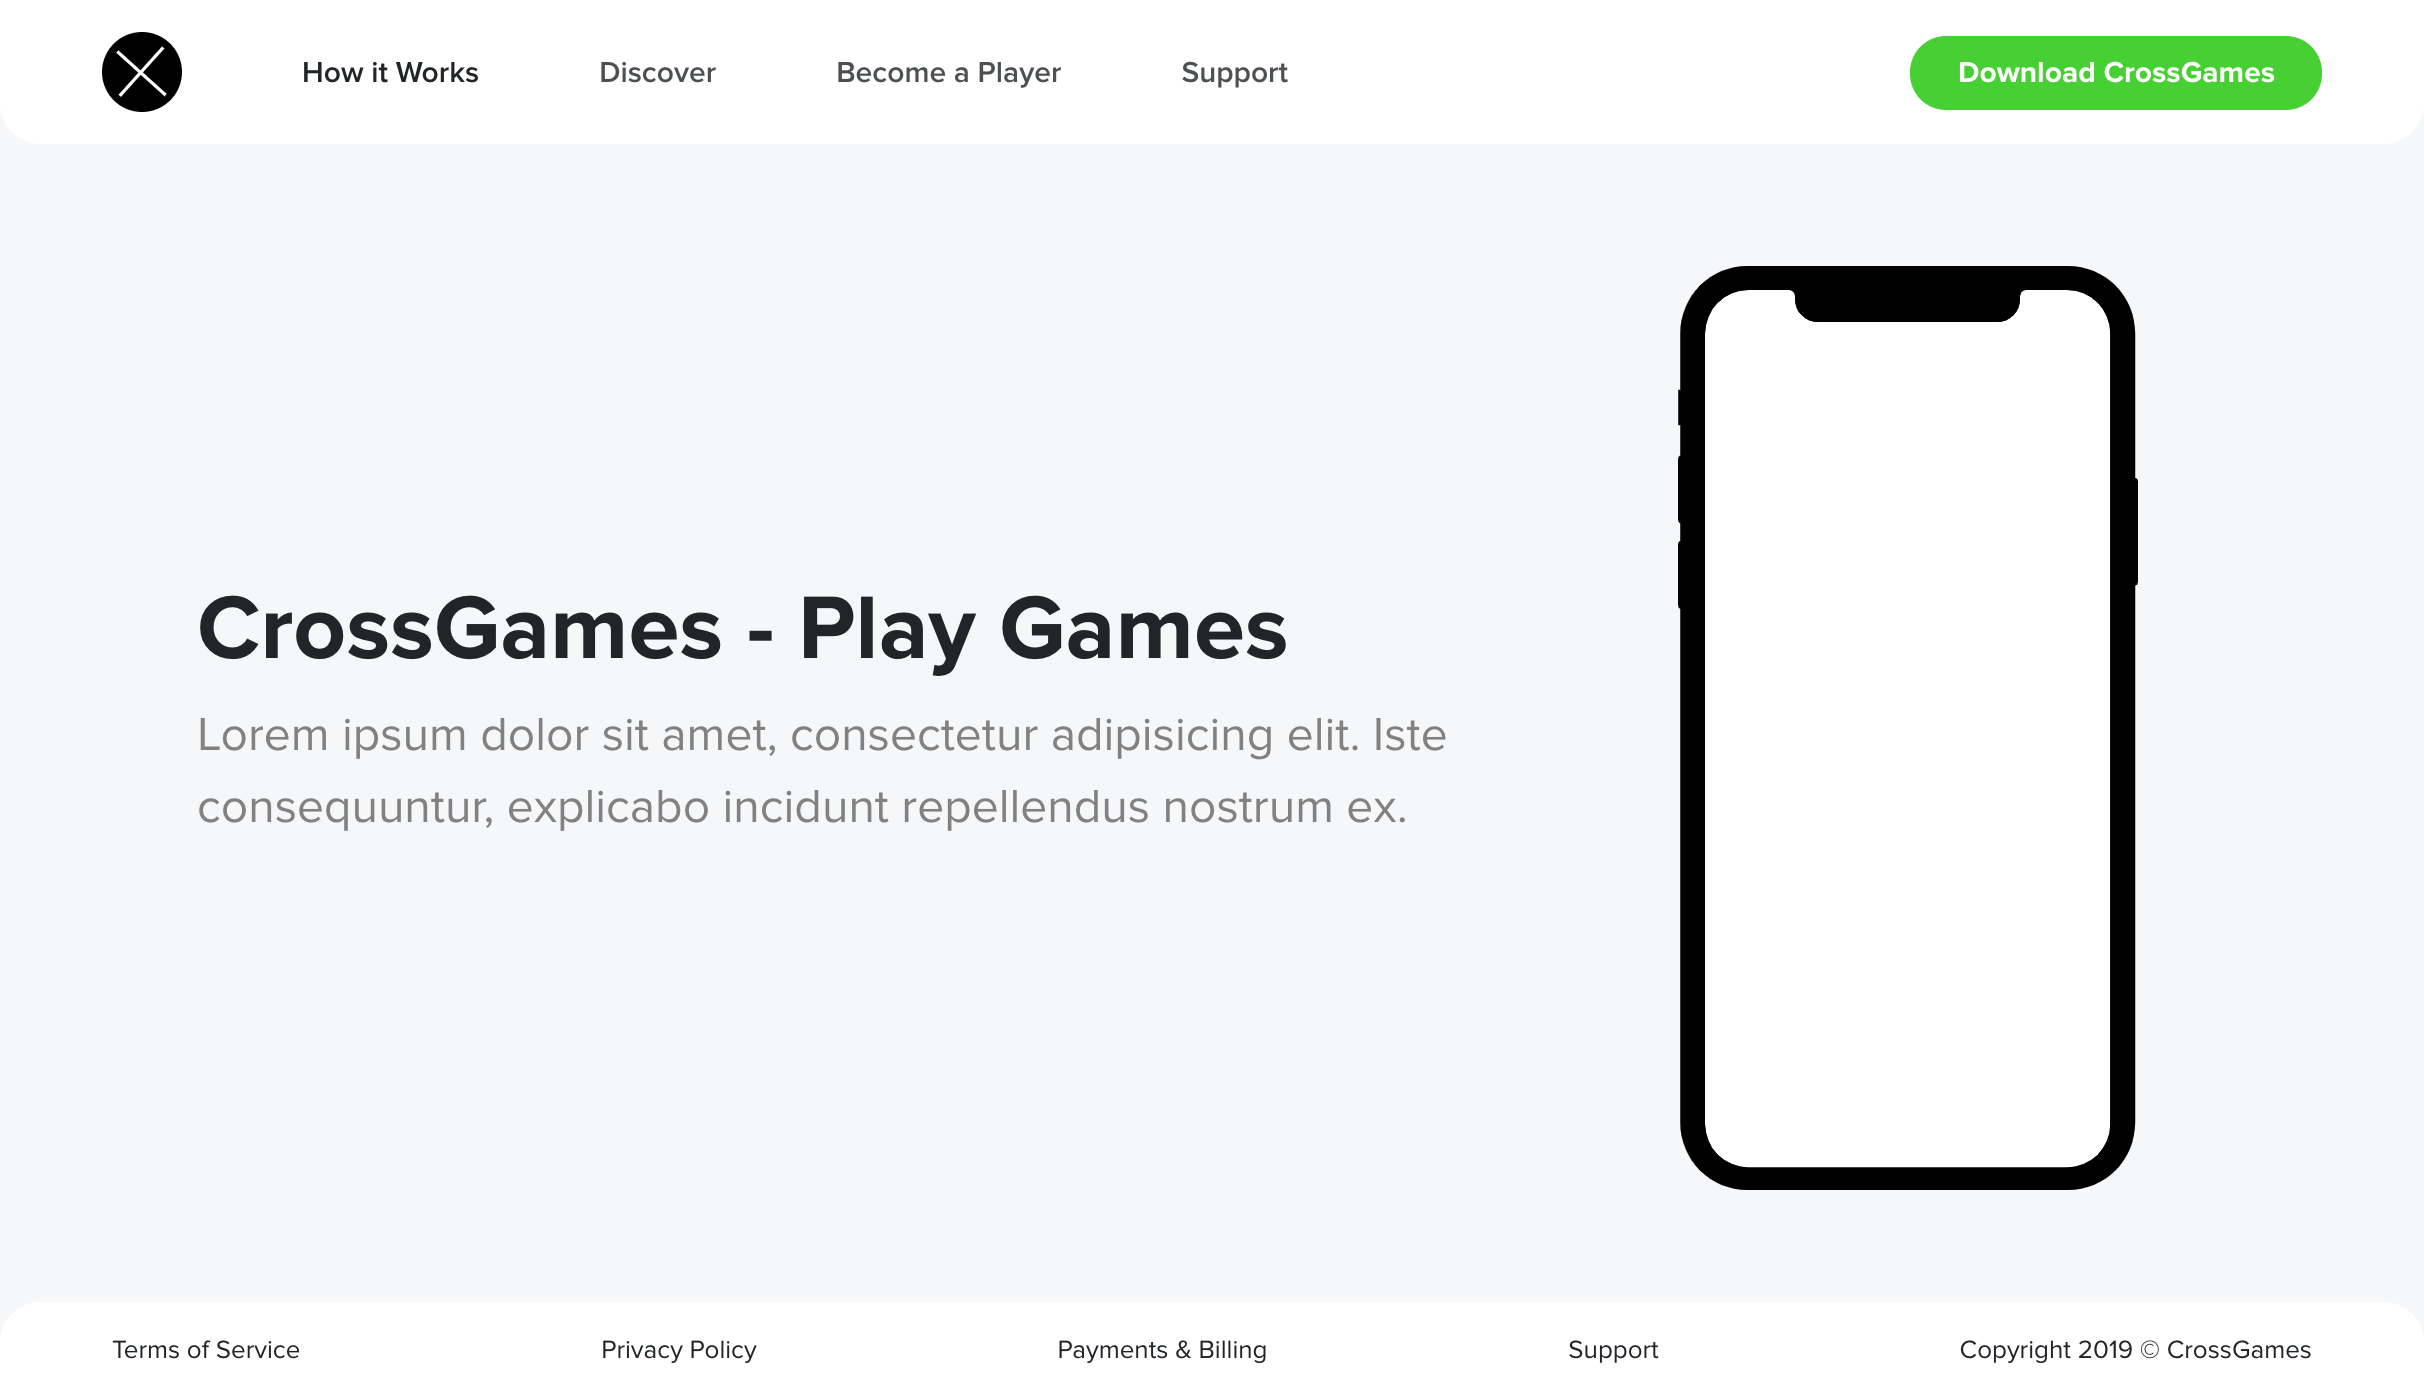 How it Works
Discover
Become a Player
Support
Download CrossGames
CrossGames - Play Games
Lorem ipsum dolor sit amet, consectetur adipisicing elit. Iste
consequuntur, explicabo incidunt repellendus nostrum ex.
Terms of Service
Privacy Policy
Payments & Billing
Support
Copyright 2019 © CrossGames